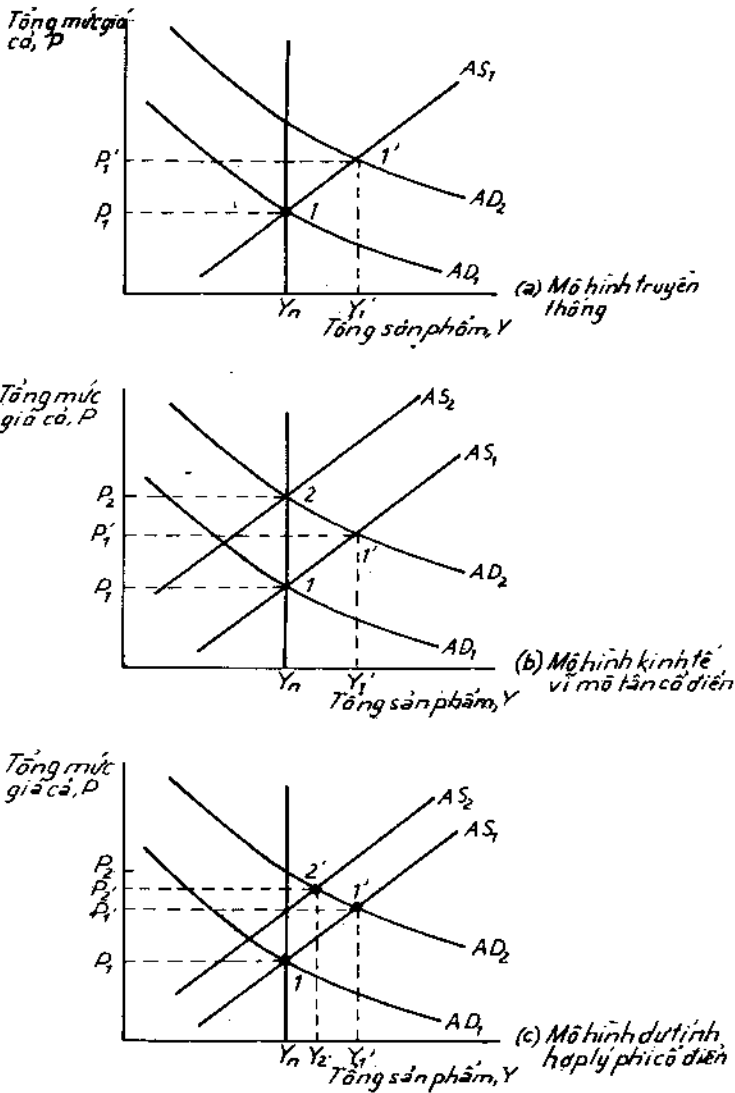 Tổng mức giá
cả, P
AS₁
P₁'
1'
P₁
1
AD₂
AD₁
Yn
Y₁'
Tổng sản phẩm, Y
(a) Mô hình truyền
thống
Tổng mức
giá cả, P
AS₂
AS₁
P₂
2
P₁'
1'
P₁
1
AD₂
AD₁
Yn
Y₁'
Tổng sản phẩm, Y
(b) Mô hình kinh tế
vĩ mô tân cổ điển
Tổng mức
giá cả, P
AS₂
AS₁
P₂
2'
P₂'
1'
P₁'
P₁
1
AD₂
AD₁
Yn
Y₂'
Y₁'
Tổng sản phẩm, Y
(c) Mô hình dự tính
hợp lý phi cổ điển